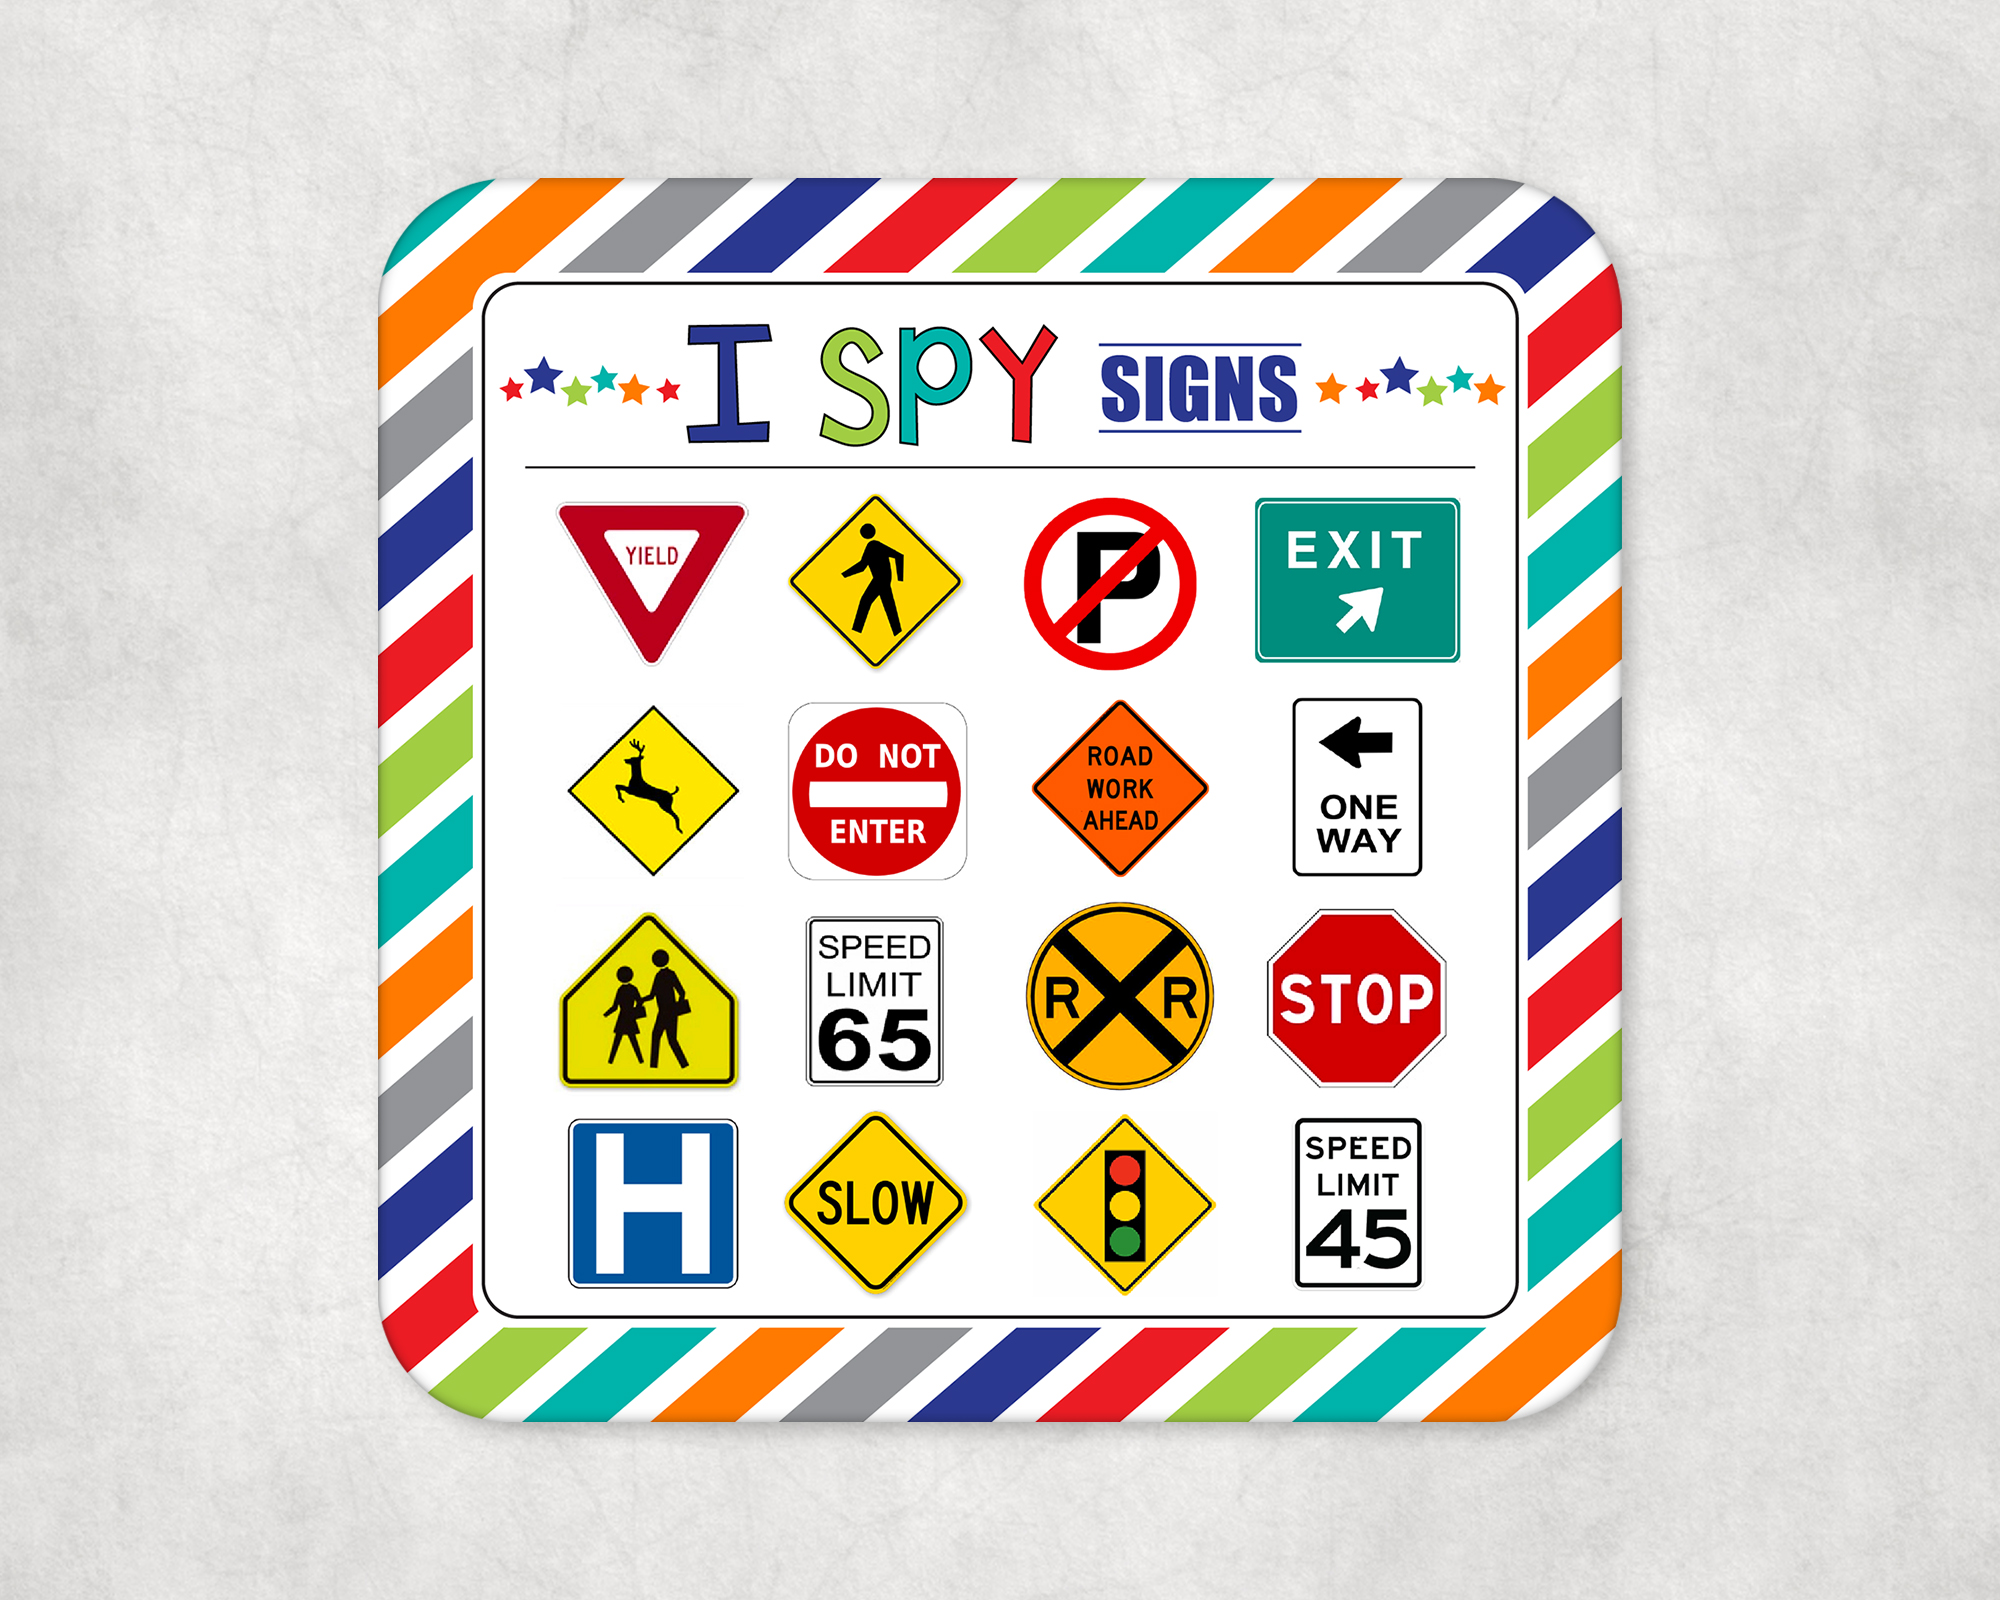 I SPY SIGNS
YIELD
P
EXIT
DO NOT
ENTER
ROAD
WORK
AHEAD
ONE
WAY
SPEED
LIMIT
65
R R
STOP
H
SLOW
SPEED
LIMIT
45